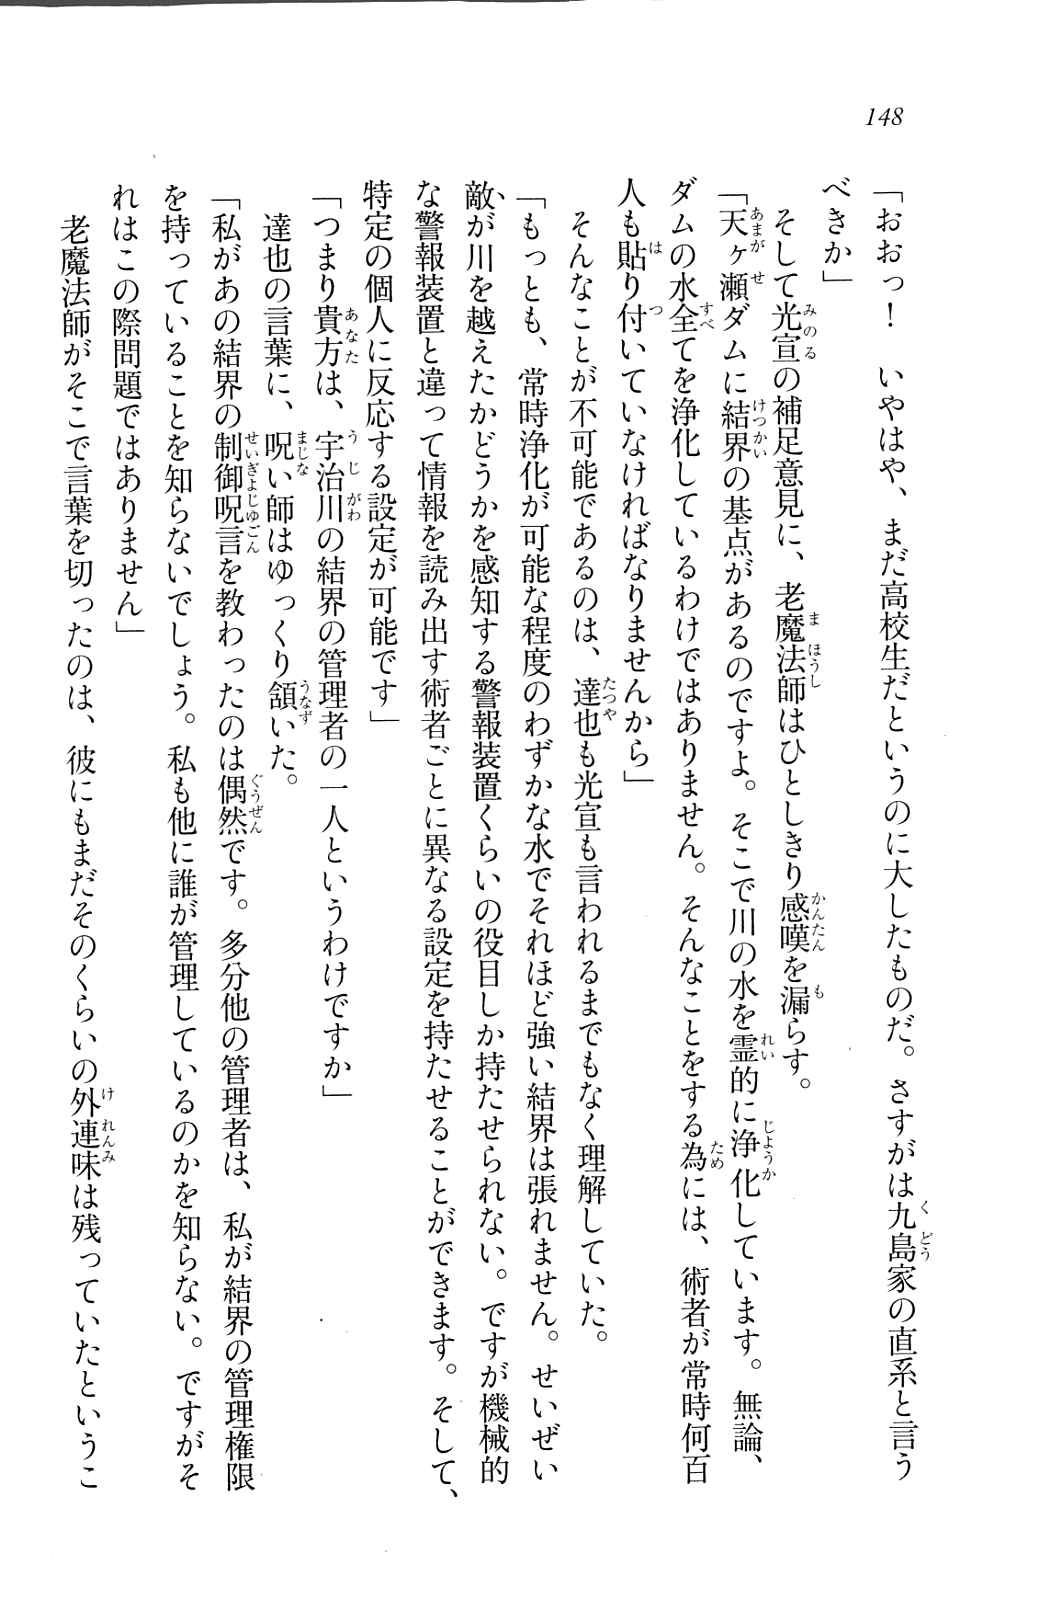 148
「おおっ！　いやはや、まだ高校生だというのに大したものだ。さすがは九島家の直系と言う
べきか」
　そして光宣の補足意見に、老魔法師はひとしきり感嘆を漏らす。
「天ヶ瀬ダムに結界の基点があるのですよ。そこで川の水を霊的に浄化しています。無論、
ダムの水全てを浄化しているわけではありません。そんなことをする為には、術者が常時何百
人も貼り付いていなければなりませんから」
　そんなことが不可能であるのは、達也も光宣も言われるまでもなく理解していた。
「もっとも、常時浄化が可能な程度のわずかな水でそれほど強い結界は張れません。せいぜい
敵が川を越えたかどうかを感知する警報装置くらいの役目しか持たせられない。ですが機械的
な警報装置と違って情報を読み出す術者ごとに異なる設定を持たせることができます。そして、
特定の個人に反応する設定が可能です」
「つまり貴方は、宇治川の結界の管理者の一人というわけですか」
　達也の言葉に、呪い師はゆっくり頷いた。
「私があの結界の制御呪言を教わったのは偶然です。多分他の管理者は、私が結界の管理権限
を持っていることを知らないでしょう。私も他に誰が管理しているのかを知らない。ですがそ
れはこの際問題ではありません」
　老魔法師がそこで言葉を切ったのは、彼にもまだそのくらいの外連味は残っていたというこ